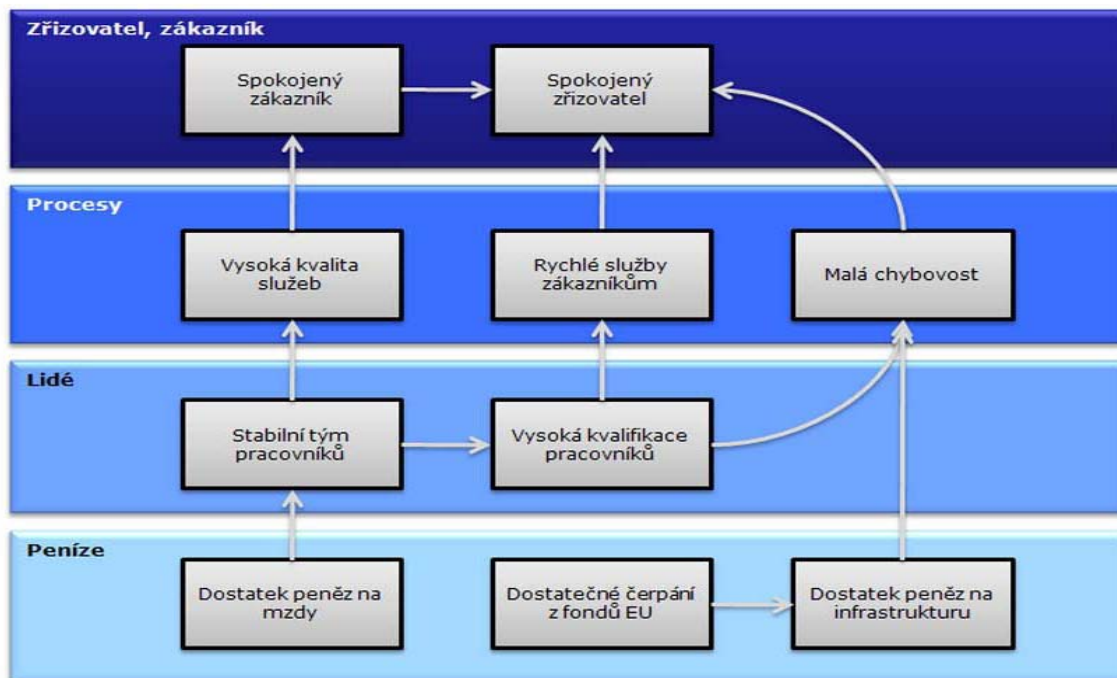 Zřizovatel, zákazník
Spokojený
zákazník
Spokojený
zřizovatel
Procesy
Vysoká kvalita
služeb
Rychlé služby
zákazníkům
Malá chybovost
Lidé
Stabilní tým
pracovníků
Vysoká kvalifikace
pracovníků
Peníze
Dostatek peněz na
mzdy
Dostatečné čerpání
z fondů EU
Dostatek peněz na
infrastrukturu